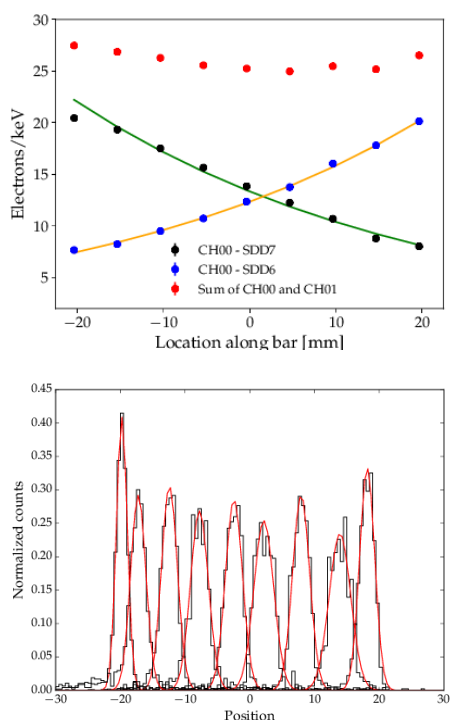 30
25
20
15
10
5
Electrons/keV
CH00 - SDD7
CH00 - SDD6
Sum of CH00 and CH01
−20 −10 0 10 20
Location along bar [mm]
0.45
0.40
0.35
0.30
0.25
0.20
0.15
0.10
0.05
0.00
Normalized counts
−30 −20 −10 0 10 20 30
Position